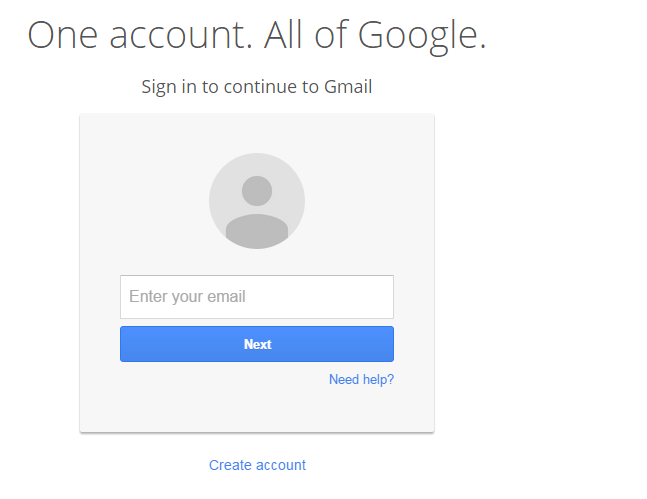 One account. All of Google.
Sign in to continue to Gmail
Enter your email
Next
Need help?
Create account